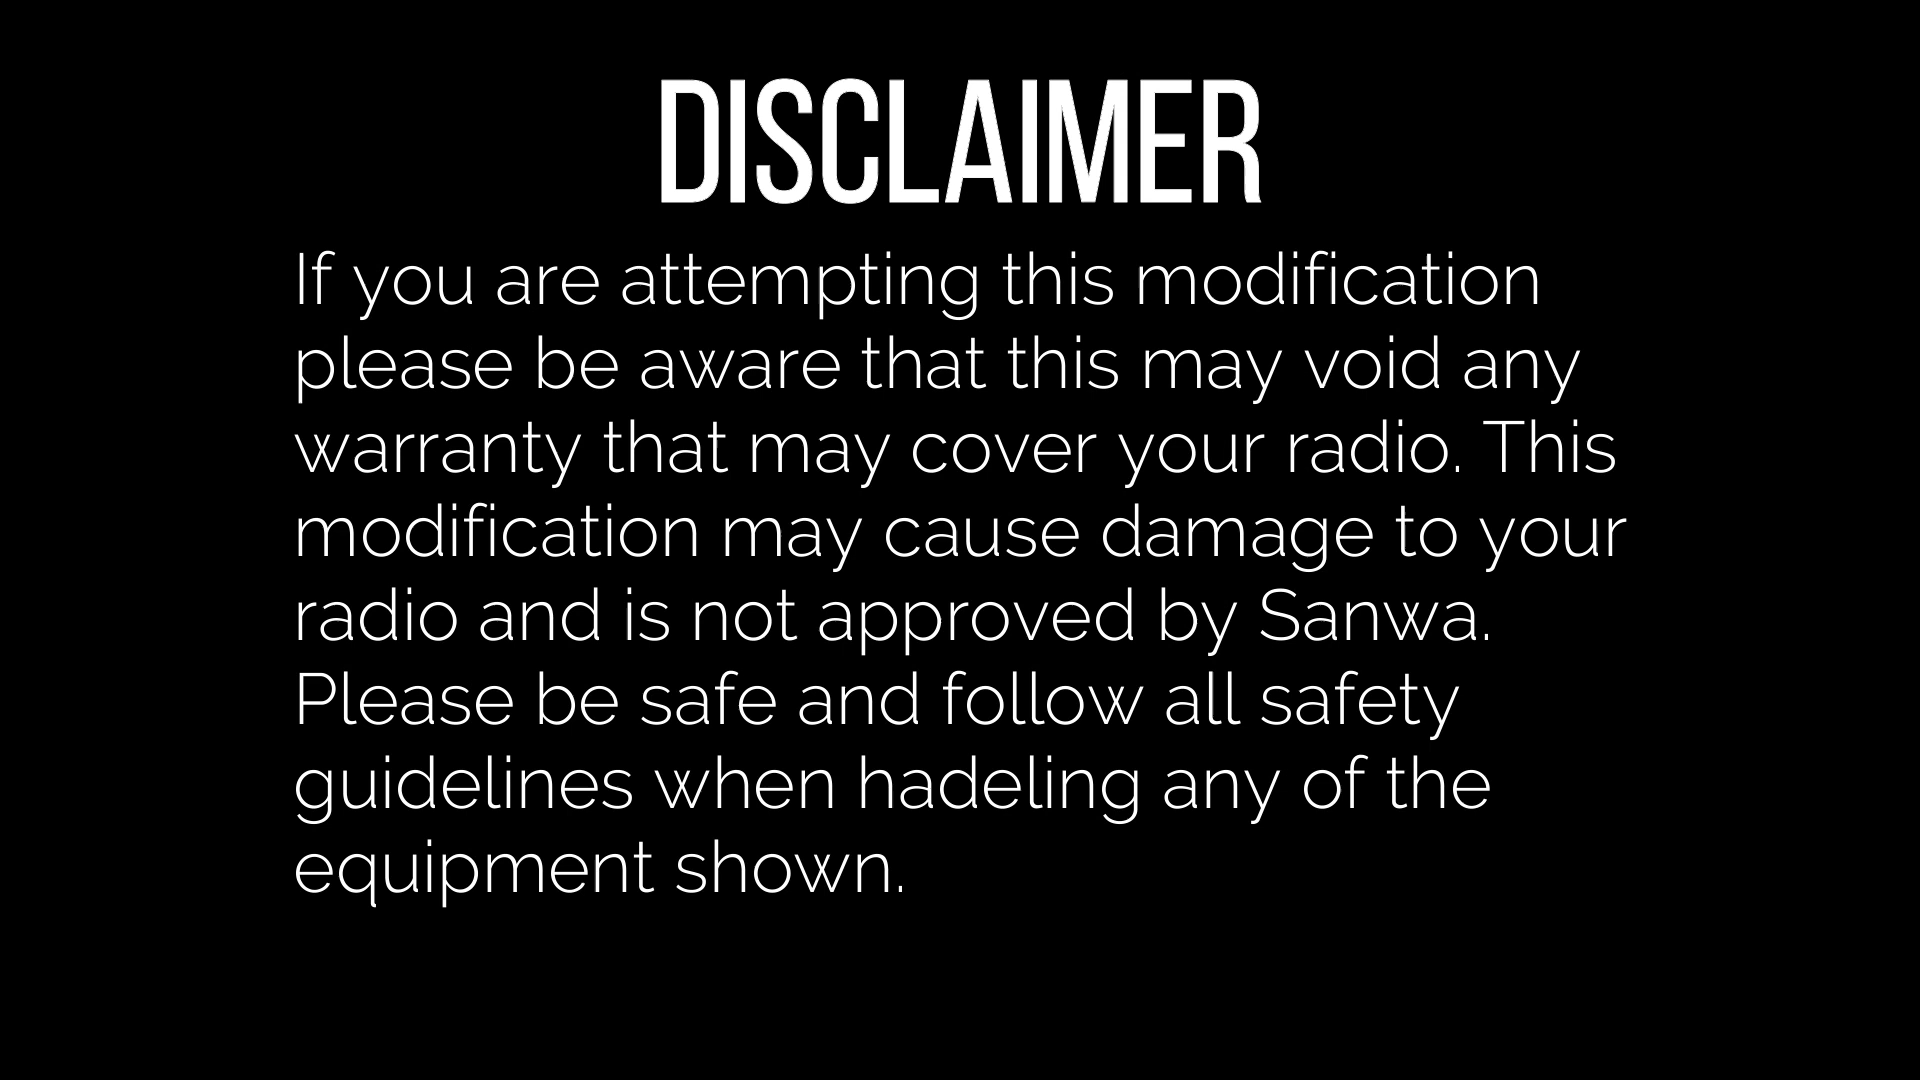 DISCLAIMER
If you are attempting this modification
please be aware that this may void any
warranty that may cover your radio. This
modification may cause damage to your
radio and is not approved by Sanwa.
Please be safe and follow all safety
guidelines when hadeling any of the
equipment shown.